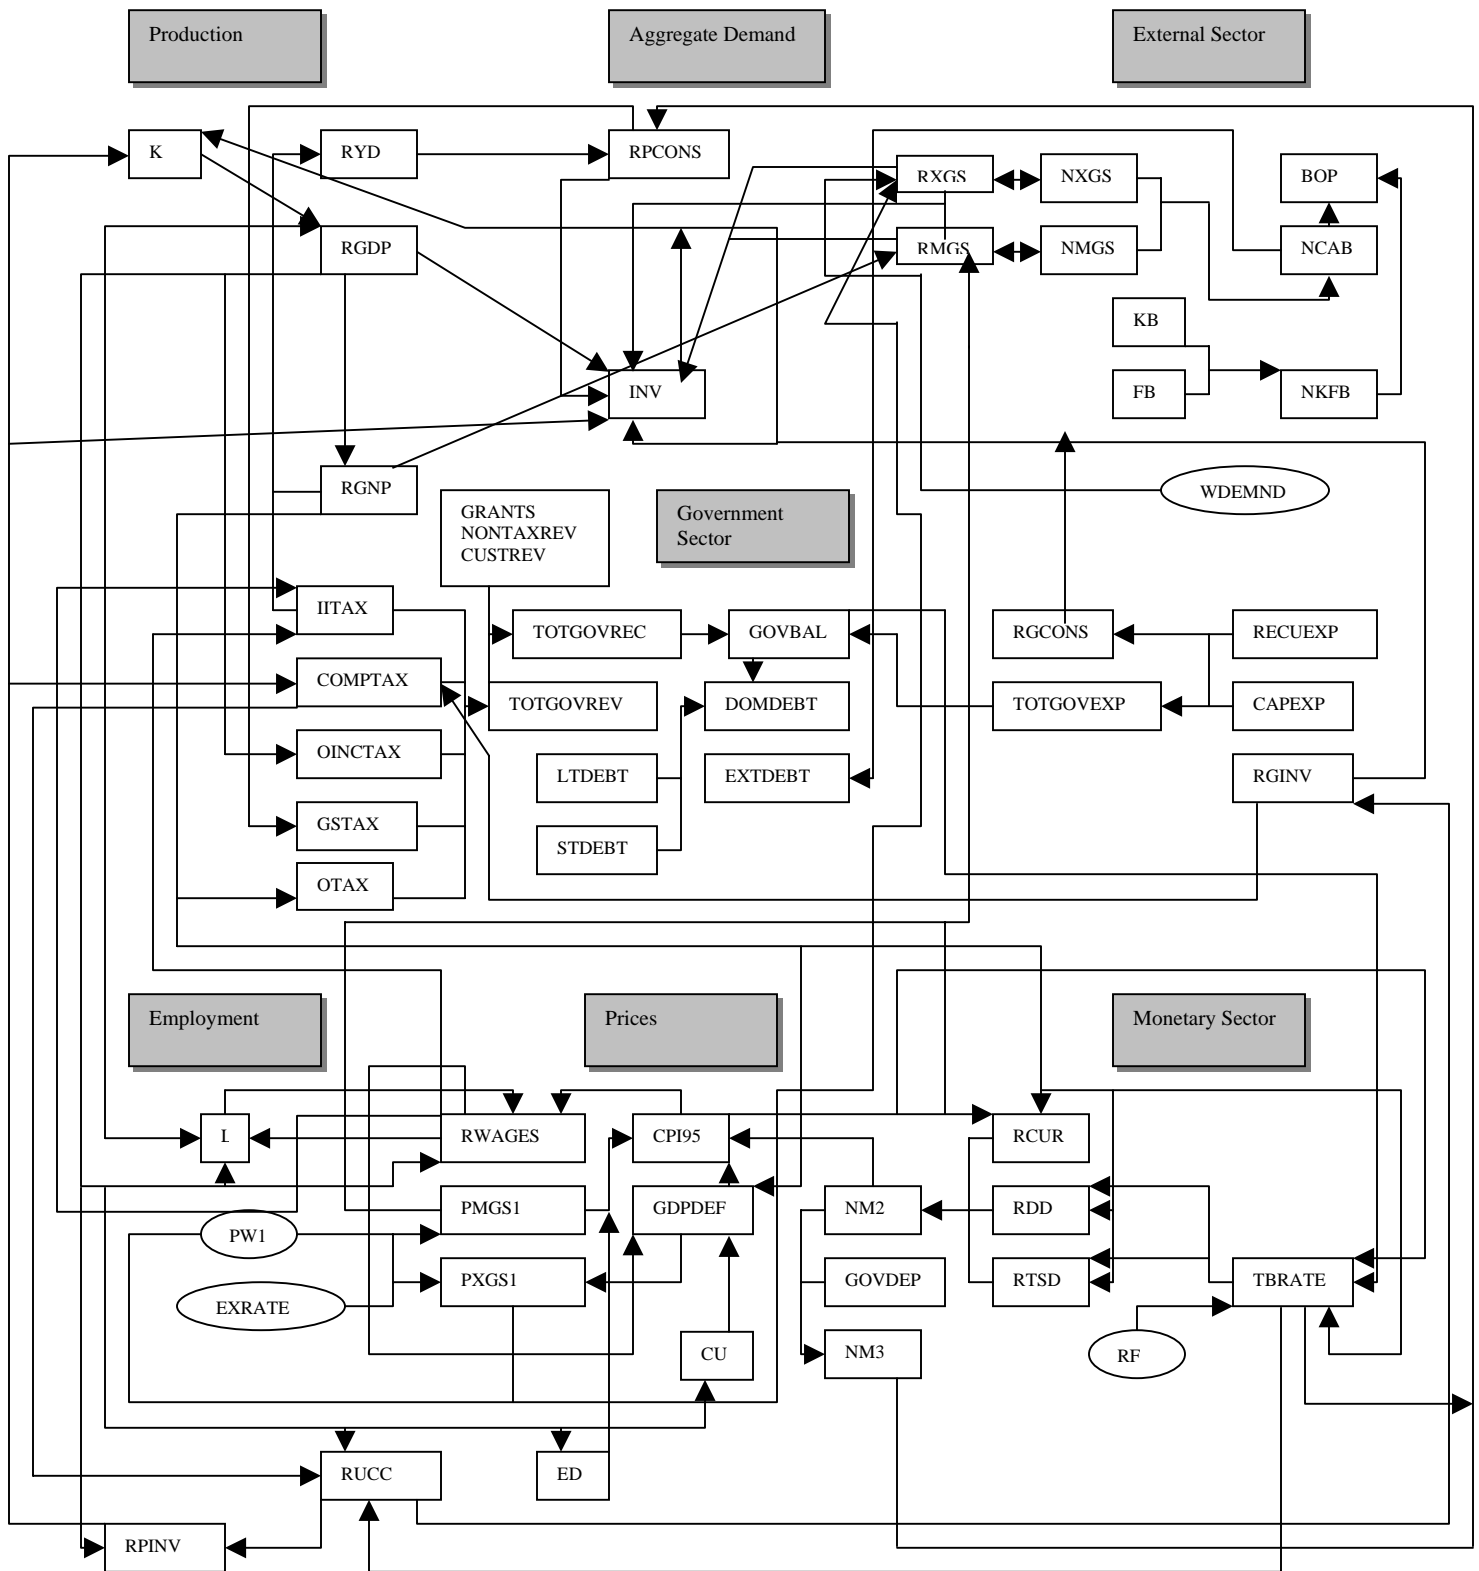 Production
Aggregate Demand
External Sector
K
RYD
RPCONS
RXGS
NXGS
BOP
RGDP
RMGS
NMGS
NCAB
KB
INV
FB
NKFB
RGNP
WDEMND
GRANTS
NONTAXREV
CUSTREV
Government
Sector
IITAX
TOTGOVREC
GOVBAL
RGCONS
RECUEXP
COMPTAX
TOTGOVREV
DOMDEBT
TOTGOVEXP
CAPEXP
OINCTAX
LTDEBT
EXTDEBT
RGINV
GSTAX
STDEBT
OTAX
Employment
Prices
Monetary Sector
L
RWAGES
CPI95
RCUR
PMGS1
GDPDEF
NM2
RDD
PW1
PXGS1
GOVDEP
RTSD
TBRATE
EXRATE
CU
NM3
RF
RUCC
ED
RPINV